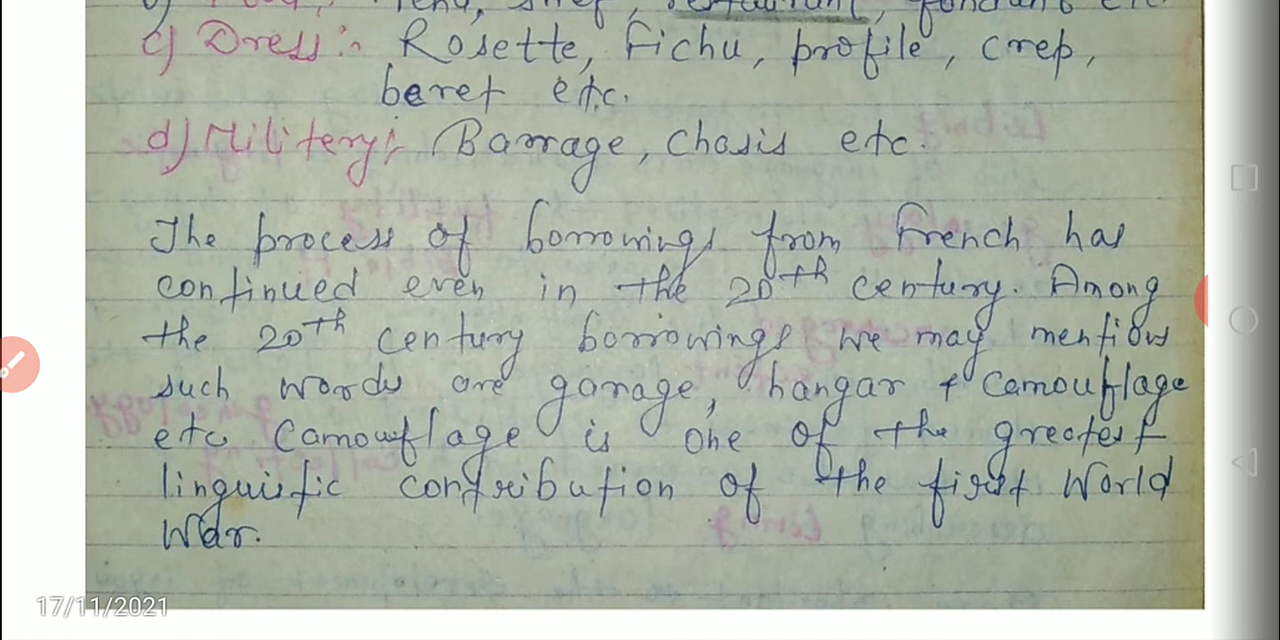 restaurant,
c) Dress:- Rosette, Fichu, profile, crep,
beret etc.
d) Militery:- Barrage, Chasis etc.
The process of borrowings from French has
continued even in the 20th century. Among
the 20th century borrowings we may mention
such words are garage, hangar & Camouflage
etc. Camouflage is one of the greatest
linguistic contribution of the first World
War.
17/11/2021